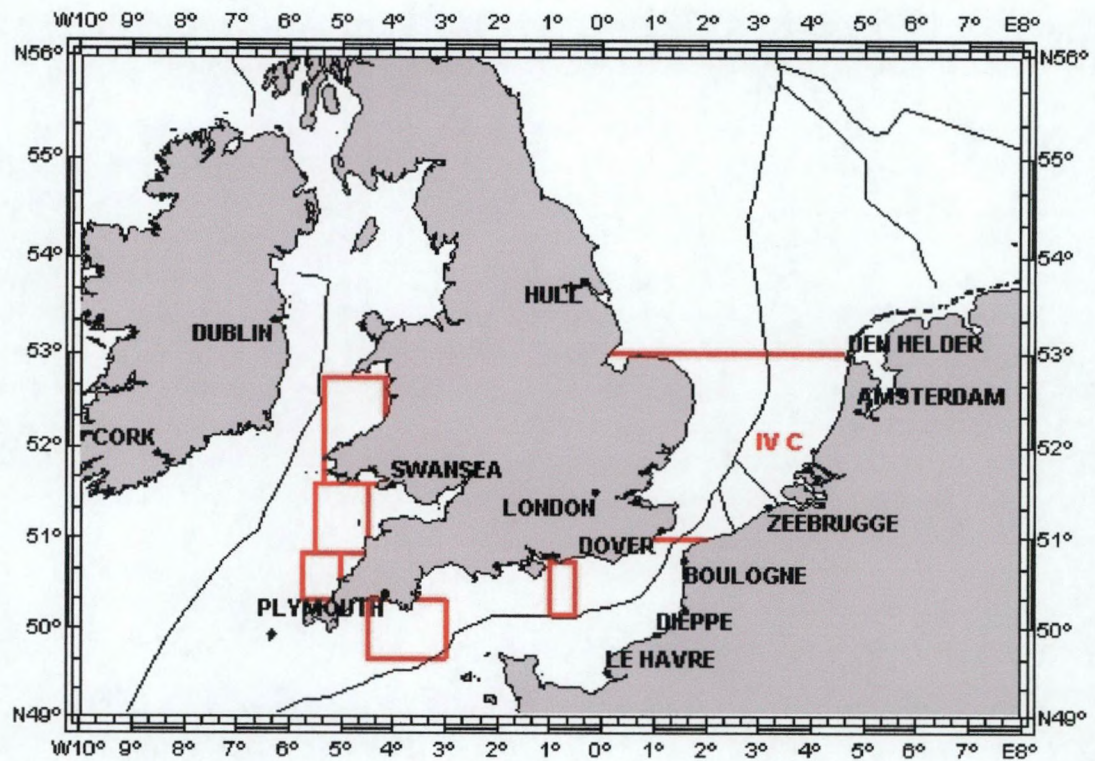 W10° 9° 8° 7° 6° 5° 4° 3° 2° 1° 0° 1° 2° 3° 4° 5° 6° 7° E8°
N56° N56°
55° 55°
54° 54°
HULL
DUBLIN
DEN HELDER
53° 53°
AMSTERDAM
CORK
IV C
52° 52°
SWANSEA
LONDON
ZEEBRUGGE
DOVER
51° 51°
BOULOGNE
PLYMOUTH
DIEPPE
50° 50°
LE HAVRE
N49° N49°
W10° 9° 8° 7° 6° 5° 4° 3° 2° 1° 0° 1° 2° 3° 4° 5° 6° 7° E8°